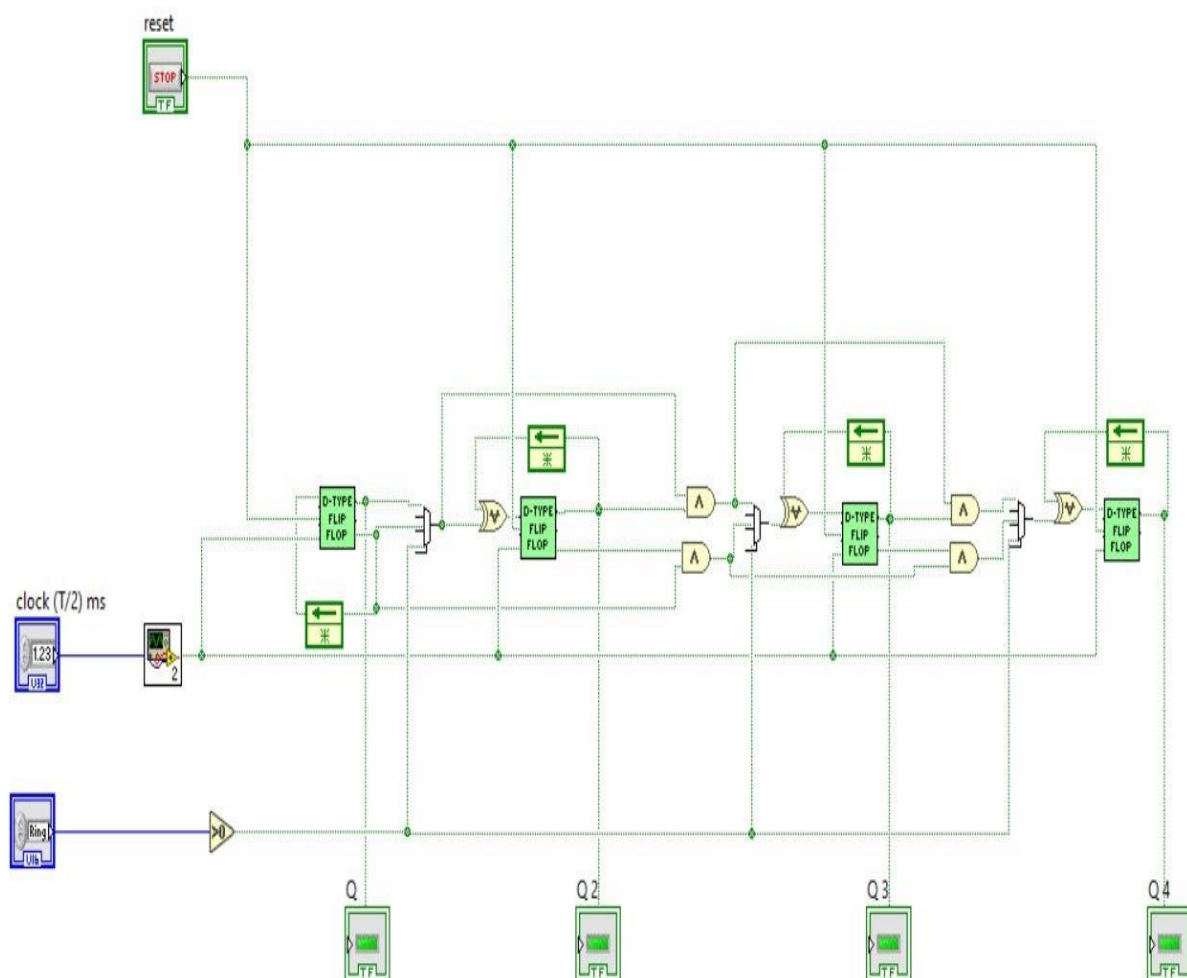 reset
STOP
TF
D-TYPE
FLIP
FLOP
D-TYPE
FLIP
FLOP
D-TYPE
FLIP
FLOP
D-TYPE
FLIP
FLOP
clock (T/2) ms
1.23
U32
2
Ring
U16
>0
Q
Q 2
Q 3
Q 4
TF
TF
TF
TF